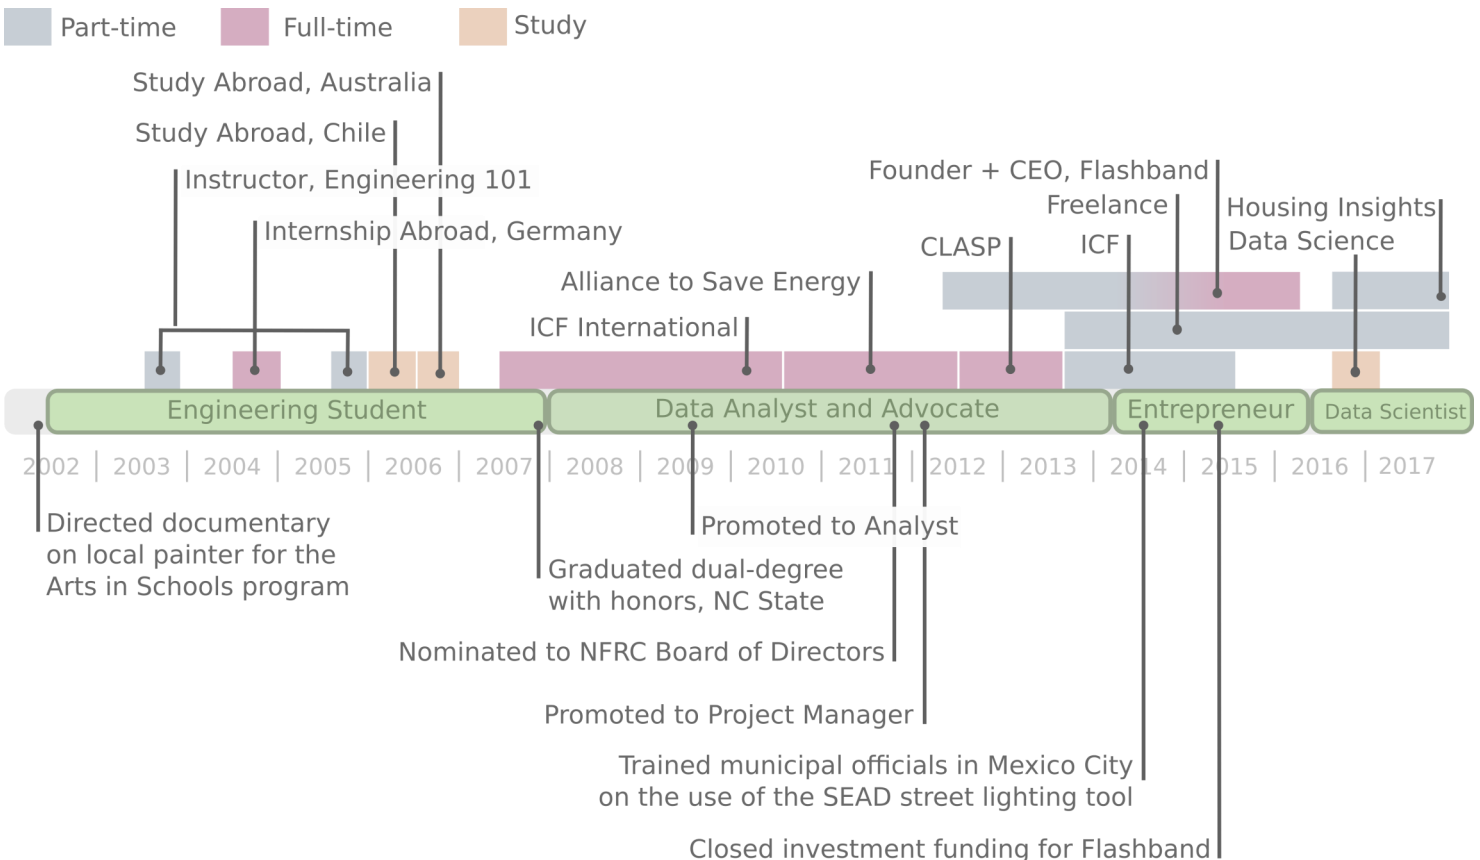 Part-time
Full-time
Study
Study Abroad, Australia
Study Abroad, Chile
Instructor, Engineering 101
Internship Abroad, Germany
Founder + CEO, Flashband
Freelance
Housing Insights
Data Science
CLASP
ICF
Alliance to Save Energy
ICF International
Engineering Student
Data Analyst and Advocate
Entrepreneur
Data Scientist
2002 | 2003 | 2004 | 2005 | 2006 | 2007 | 2008 | 2009 | 2010 | 2011 | 2012 | 2013 | 2014 | 2015 | 2016 | 2017
Directed documentary
on local painter for the
Arts in Schools program
Promoted to Analyst
Graduated dual-degree
with honors, NC State
Nominated to NFRC Board of Directors
Promoted to Project Manager
Trained municipal officials in Mexico City
on the use of the SEAD street lighting tool
Closed investment funding for Flashband